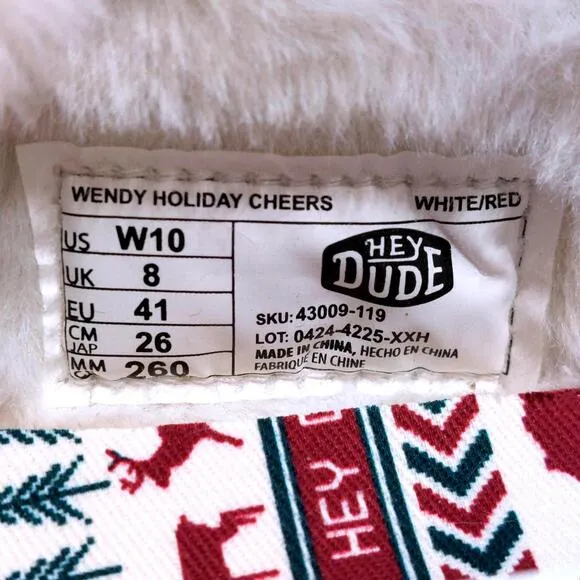 WENDY HOLIDAY CHEERS WHITE/RED
US W10
UK 8
EU 41
CM JAP 26
MM 260
HEY DUDE
SKU: 43009-119
LOT: 0424-4225-XXH
MADE IN CHINA, HECHO EN CHINA
FABRIQUÉ EN CHINE
HEY